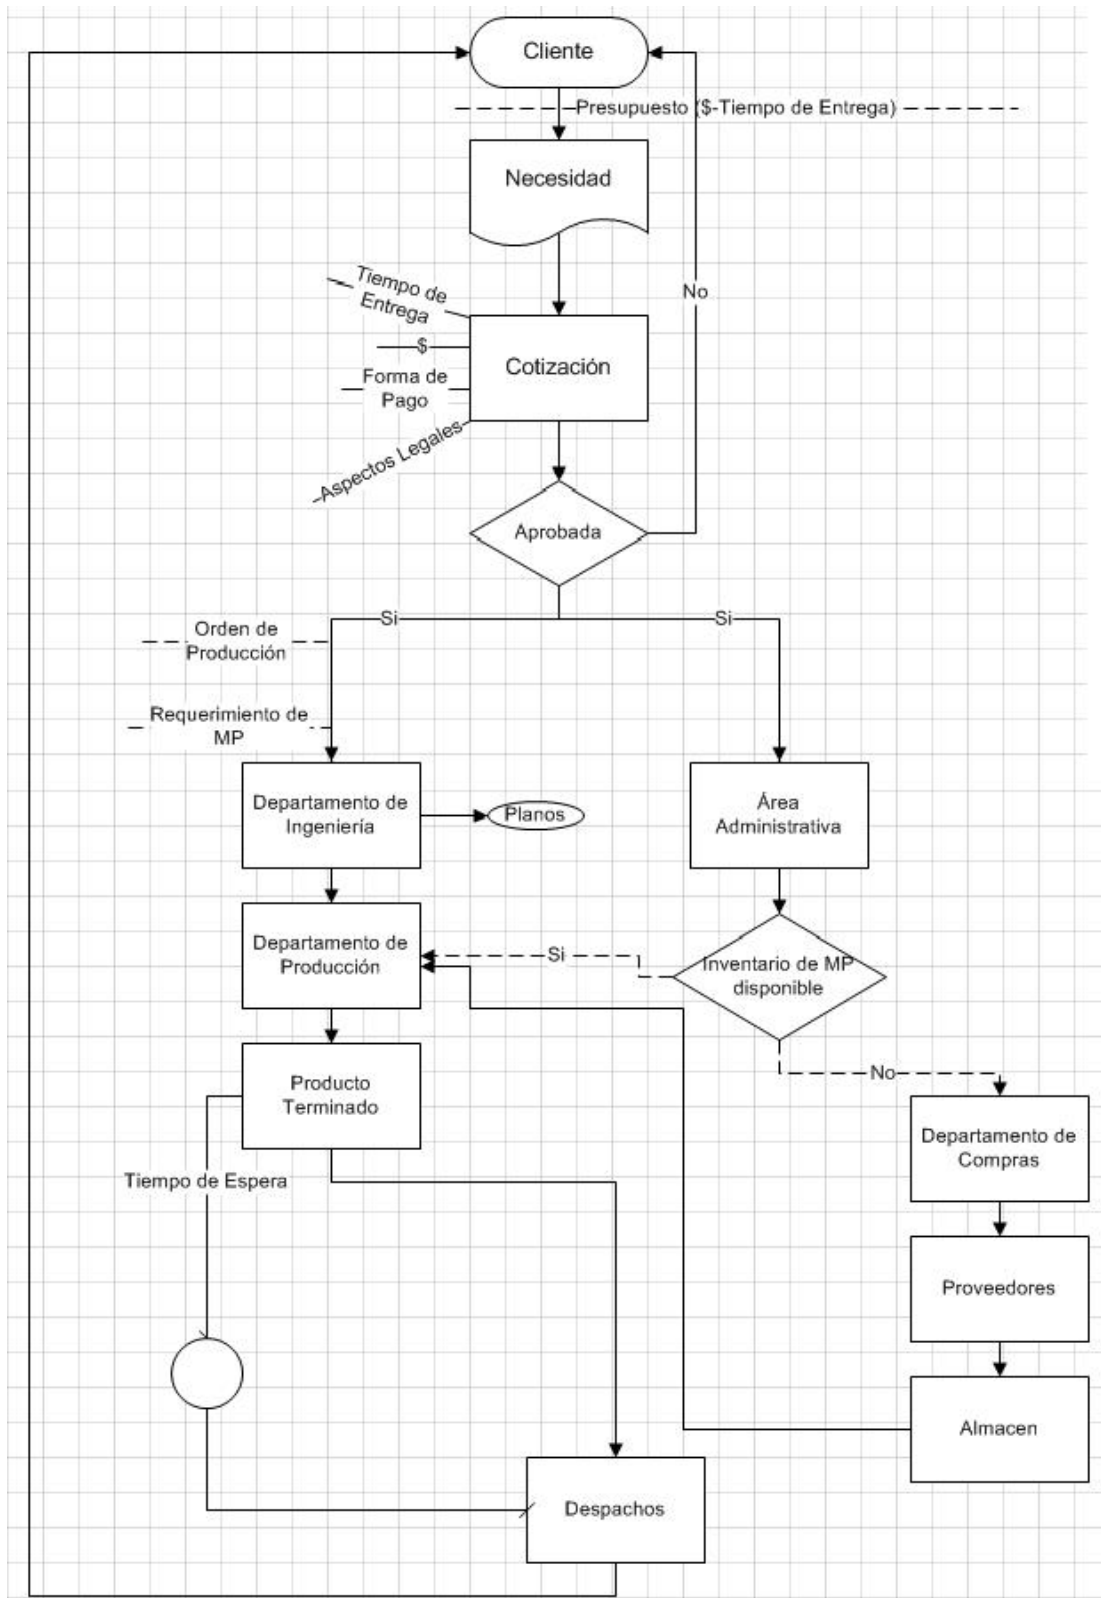 Cliente
Presupuesto ($-Tiempo de Entrega)
Necesidad
Tiempo de
Entrega
No
$
Cotización
Forma de
Pago
Aspectos Legales
Aprobada
Si
Si
Orden de
Producción
Requerimiento de
MP
Departamento de
Ingeniería
Planos
Área
Administrativa
Departamento de
Producción
Si
Inventario de MP
disponible
Producto
Terminado
No
Departamento de
Compras
Tiempo de Espera
Proveedores
Almacen
Despachos